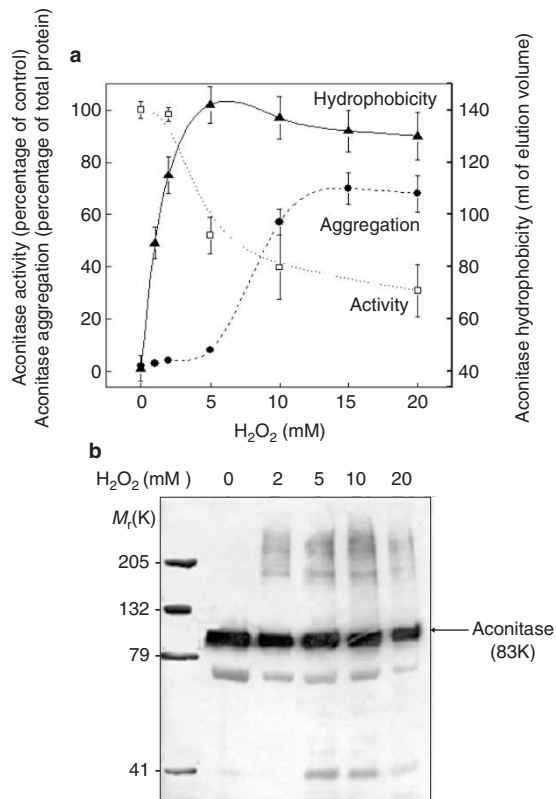 a
Aconitase activity (percentage of control)
Aconitase aggregation (percentage of total protein)
100
80
60
40
20
0
Hydrophobicity
Aggregation
Activity
140
120
100
80
60
40
Aconitase hydrophobicity (ml of elution volume)
0 5 10 15 20
H₂O₂ (mM)
b
H₂O₂ (mM) 0 2 5 10 20
Mᵣ(K)
205
132
79
41
Aconitase
(83K)